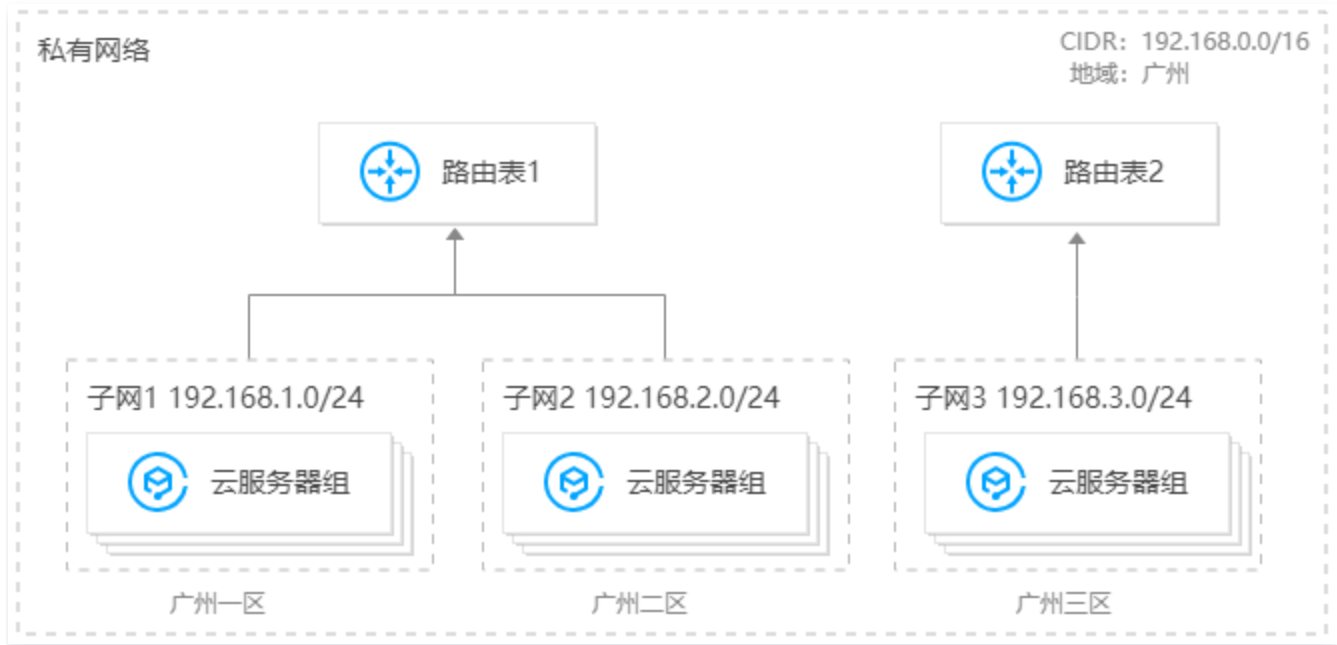 私有网络
CIDR：192.168.0.0/16
地域：广州
路由表1
路由表2
子网1 192.168.1.0/24
子网2 192.168.2.0/24
子网3 192.168.3.0/24
云服务器组
云服务器组
云服务器组
广州一区
广州二区
广州三区